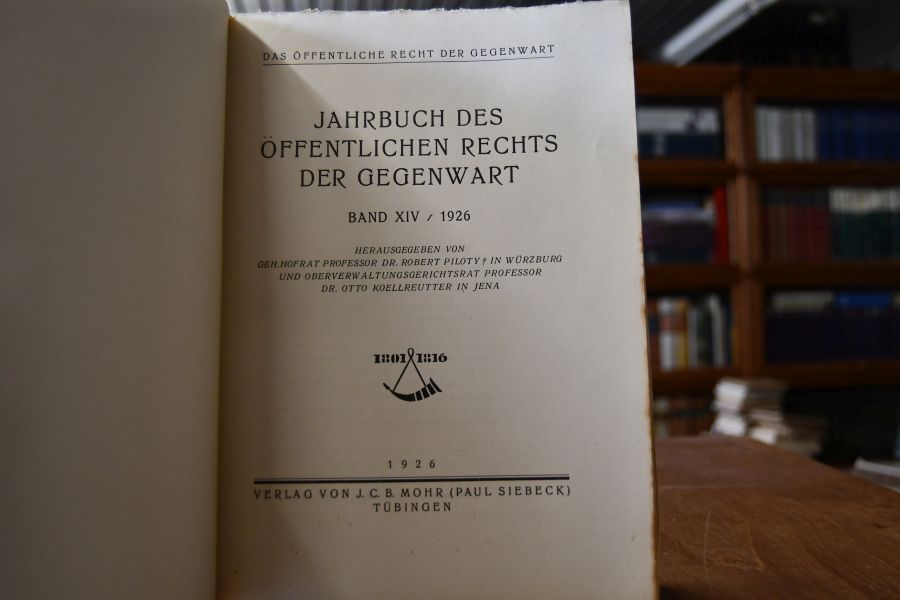 DAS ÖFFENTLICHE RECHT DER GEGENWART
JAHRBUCH DES
ÖFFENTLICHEN RECHTS
DER GEGENWART
BAND XIV / 1926
HERAUSGEGEBEN VON
GEH. HOFRAT PROFESSOR DR. ROBERT PILOTY † IN WÜRZBURG
UND OBERVERWALTUNGSGERICHTSRAT PROFESSOR
DR. OTTO KOELLREUTTER IN JENA
1801 1816
1926
VERLAG VON J. C. B. MOHR (PAUL SIEBECK)
TÜBINGEN